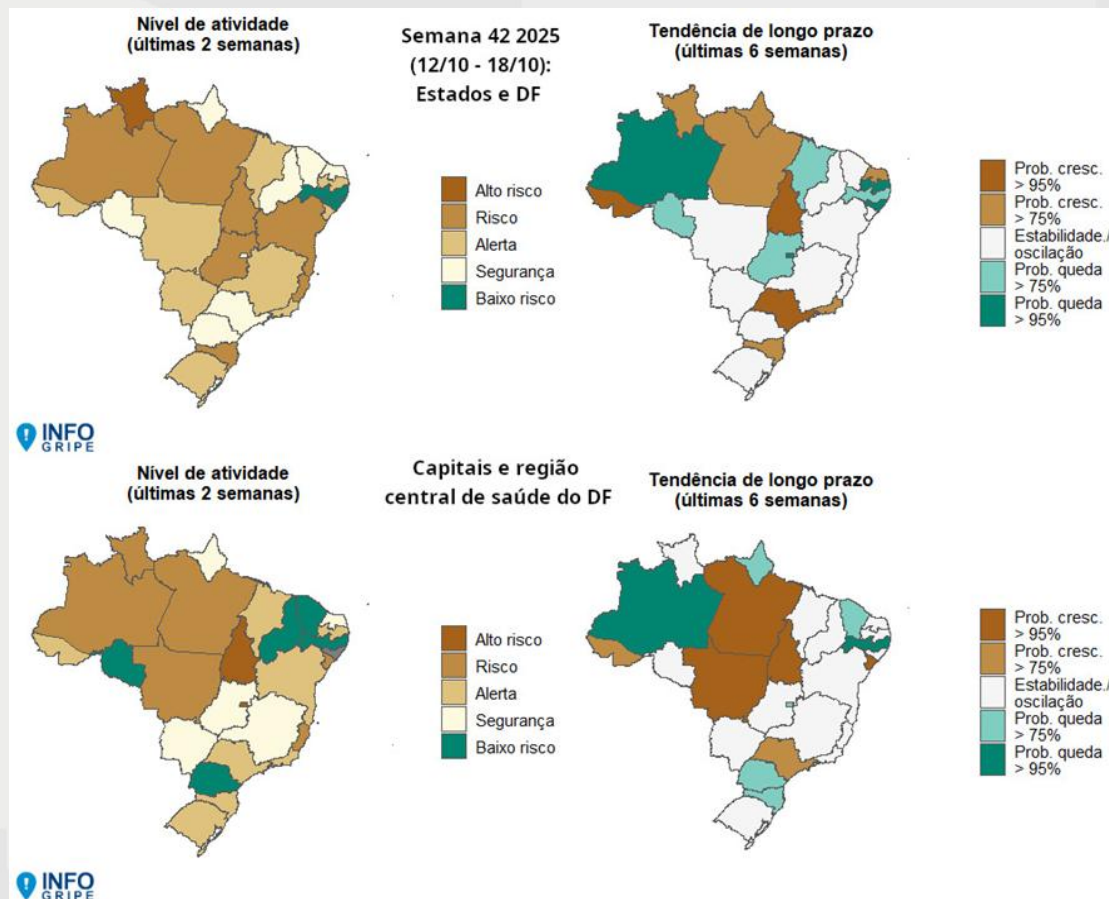 Nível de atividade
(últimas 2 semanas)
Semana 42 2025
(12/10 - 18/10):
Estados e DF
Tendência de longo prazo
(últimas 6 semanas)
Alto risco
Risco
Alerta
Segurança
Baixo risco
Prob. cresc.
> 95%
Prob. cresc.
> 75%
Estabilidade./
oscilação
Prob. queda
> 75%
Prob. queda
> 95%
INFO
GRIPE
Nível de atividade
(últimas 2 semanas)
Capitais e região
central de saúde do DF
Tendência de longo prazo
(últimas 6 semanas)
Alto risco
Risco
Alerta
Segurança
Baixo risco
Prob. cresc.
> 95%
Prob. cresc.
> 75%
Estabilidade./
oscilação
Prob. queda
> 75%
Prob. queda
> 95%
INFO
GRIPE